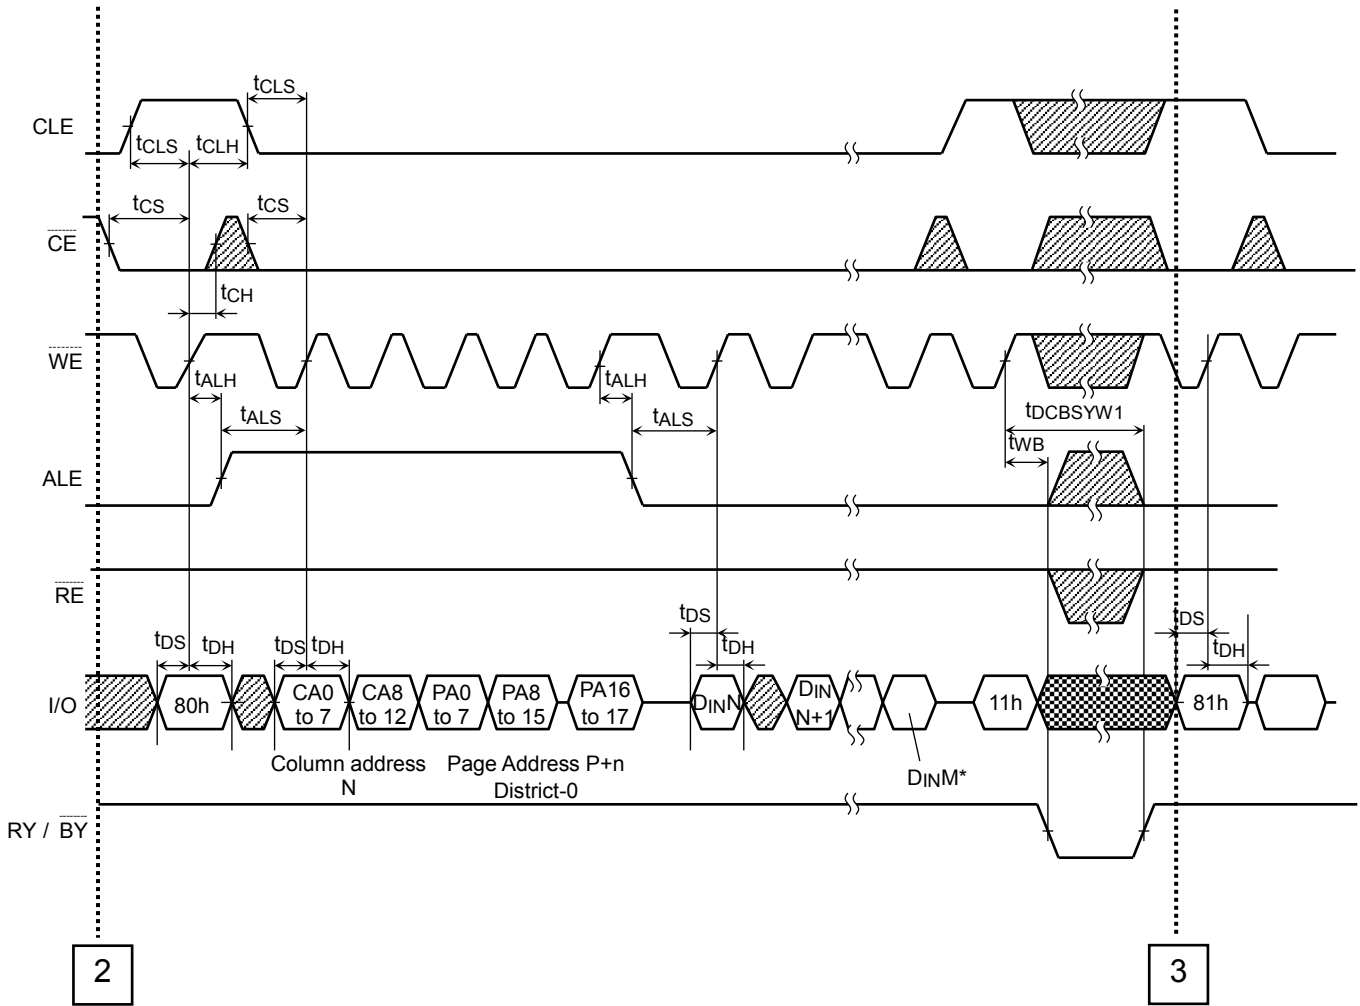 tCLS
CLE
tCLS tCLH
tCS tCS
CE
tCH
WE
tALH tALH
tALS tALS
tDCBSYW1
tWB
ALE
RE
tDS tDH tDS tDH tDS tDH tDS tDH
I/O 80h CA0 to 7 CA8 to 12 PA0 to 7 PA8 to 15 PA16 to 17 DINN DIN N+1 11h 81h
Column address N
Page Address P+n
District-0
DINM*
RY / BY
2 3